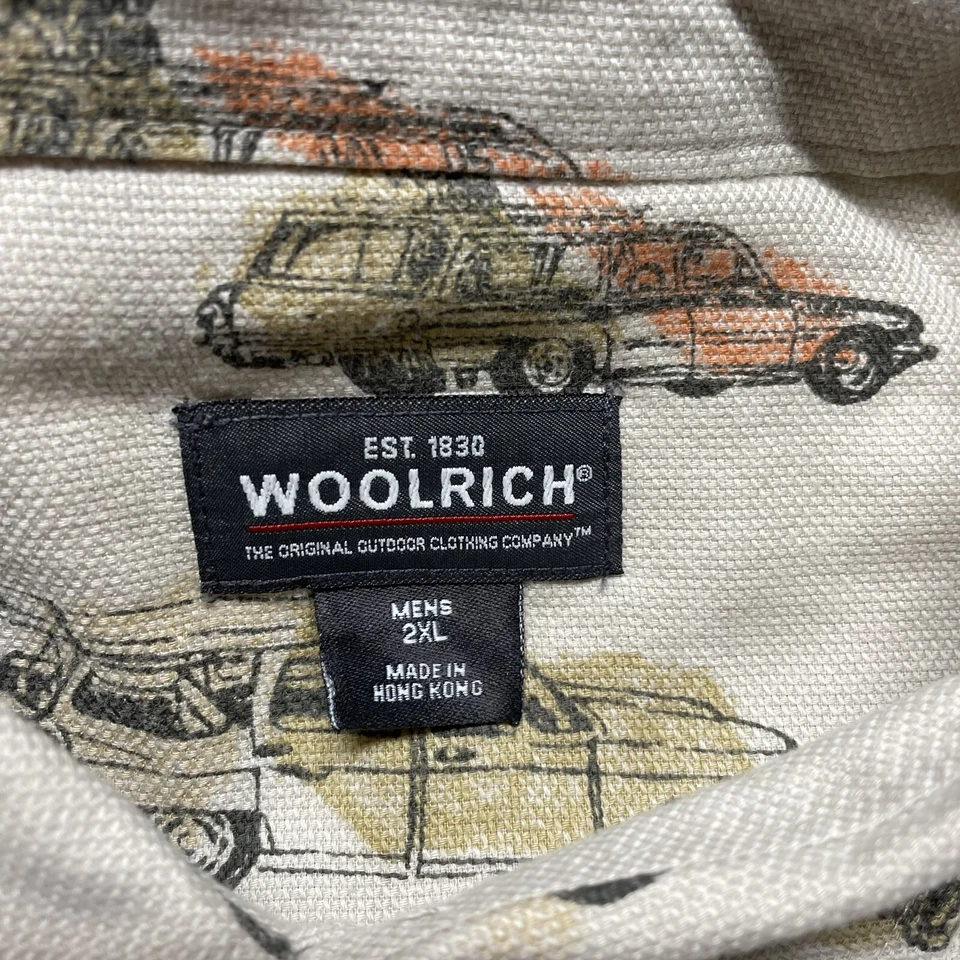 EST. 1830
WOOLRICH®
THE ORIGINAL OUTDOOR CLOTHING COMPANY™
MENS
2XL
MADE IN
HONG KONG